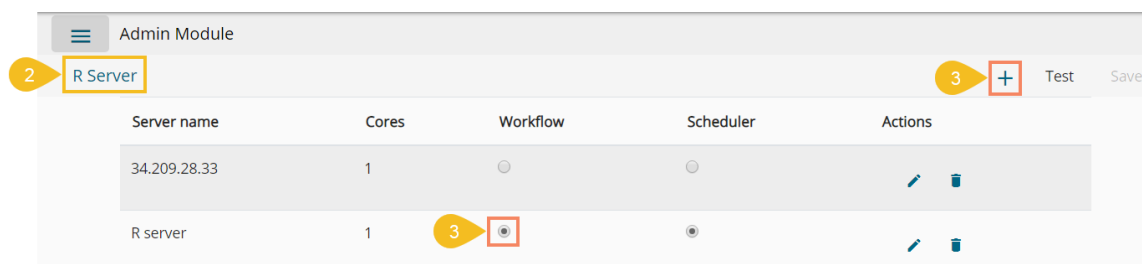 Admin Module
2 R Server 3 + Test Save
Server name Cores Workflow Scheduler Actions
34.209.28.33 1
R server 1 3